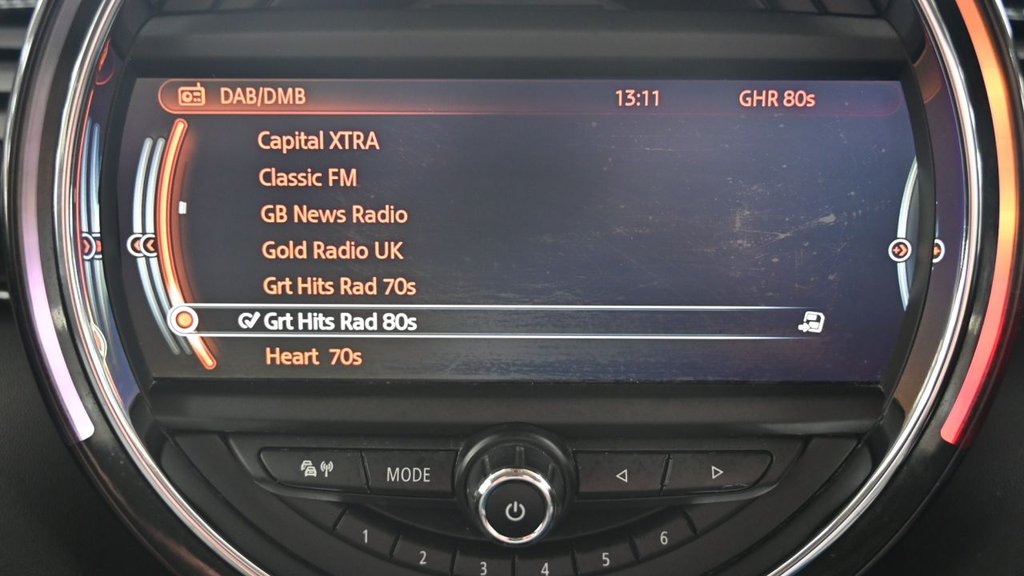 DAB/DMB 13:11 GHR 80s
Capital XTRA
Classic FM
GB News Radio
Gold Radio UK
Grt Hits Rad 70s
Grt Hits Rad 80s
Heart 70s
MODE
1 2 3 4 5 6